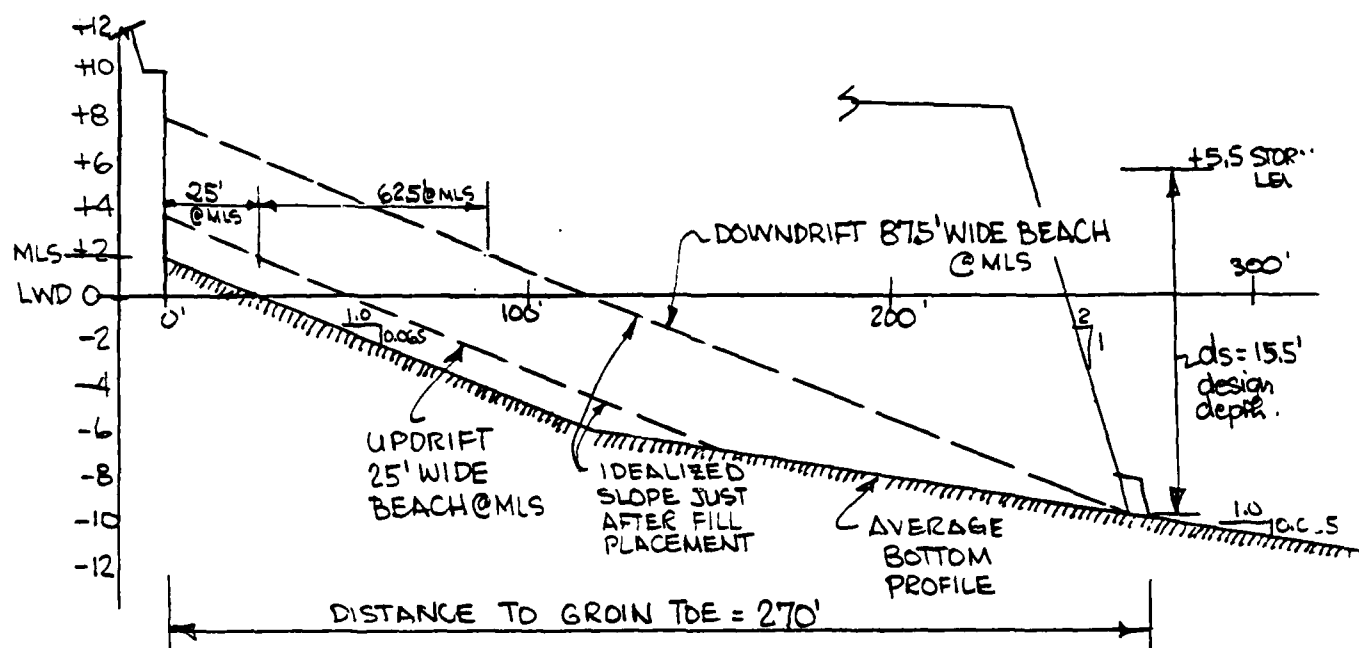 +12
+10
+8
+6
+4
MLS +2
LWD 0
-2
-4
-6
-8
-10
-12
25'
@MLS
62.5'@MLS
+5.5
DOWNDRIFT 87.5' WIDE BEACH
@MLS
0'
100'
200'
300'
1.0
0.065
2
1
ds = 15.5'
design
depth.
UPDRIFT
25' WIDE
BEACH@MLS
IDEALIZED
SLOPE JUST
AFTER FILL
PLACEMENT
AVERAGE
BOTTOM
PROFILE
1.0
DISTANCE TO GROIN TOE = 270'